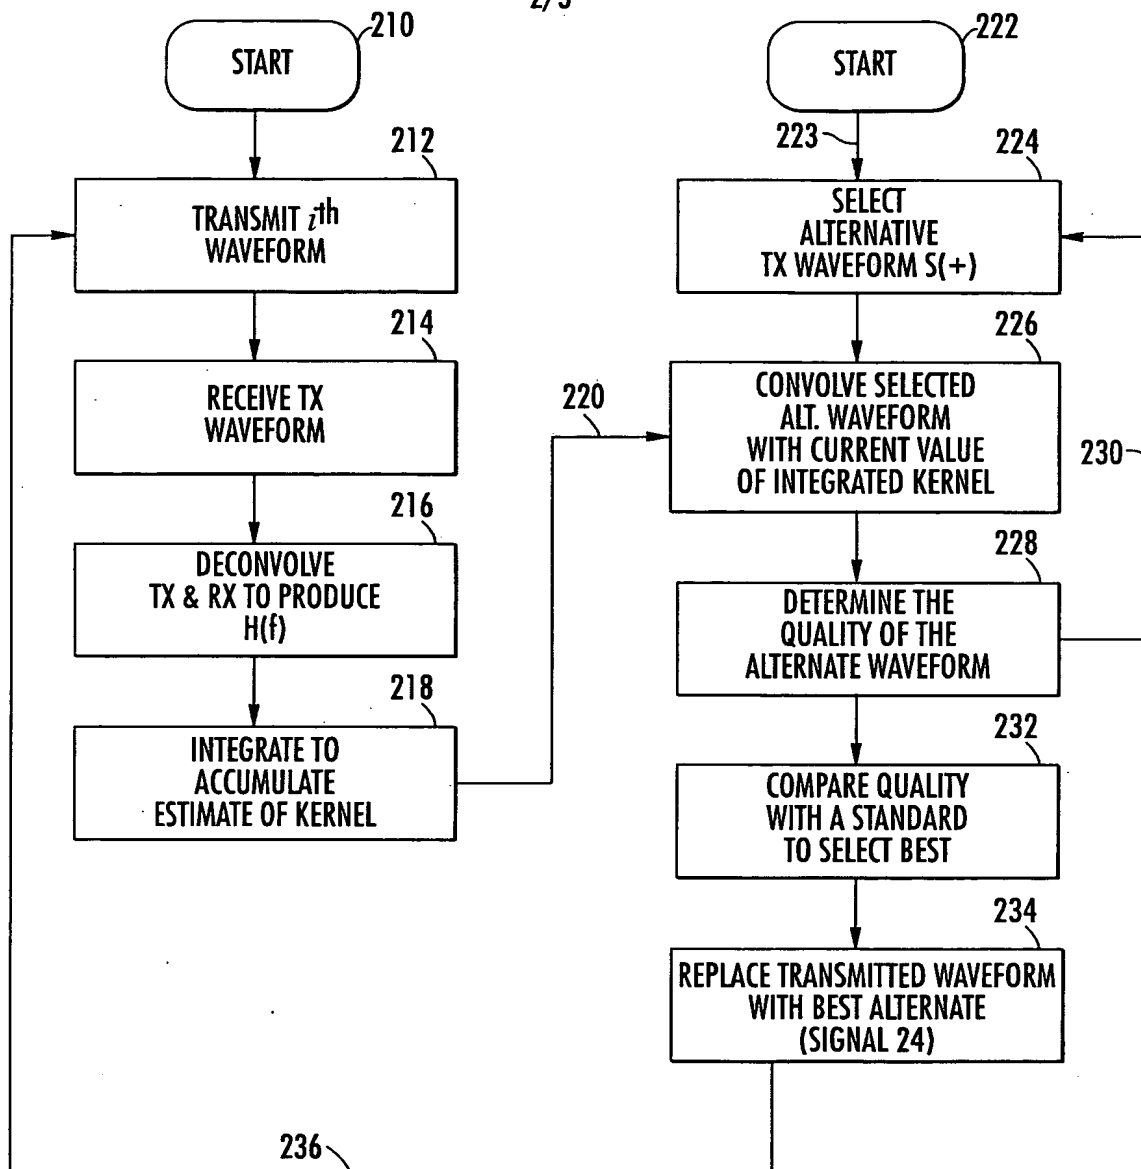 2/5
START
210
212
TRANSMIT ith
WAVEFORM
214
RECEIVE TX
WAVEFORM
216
DECONVOLVE
TX & RX TO PRODUCE
H(f)
218
INTEGRATE TO
ACCUMULATE
ESTIMATE OF KERNEL
220
START
222
223
224
SELECT
ALTERNATIVE
TX WAVEFORM S(+)
226
CONVOLVE SELECTED
ALT. WAVEFORM
WITH CURRENT VALUE
OF INTEGRATED KERNEL
230
228
DETERMINE THE
QUALITY OF THE
ALTERNATE WAVEFORM
232
COMPARE QUALITY
WITH A STANDARD
TO SELECT BEST
234
REPLACE TRANSMITTED WAVEFORM
WITH BEST ALTERNATE
(SIGNAL 24)
236